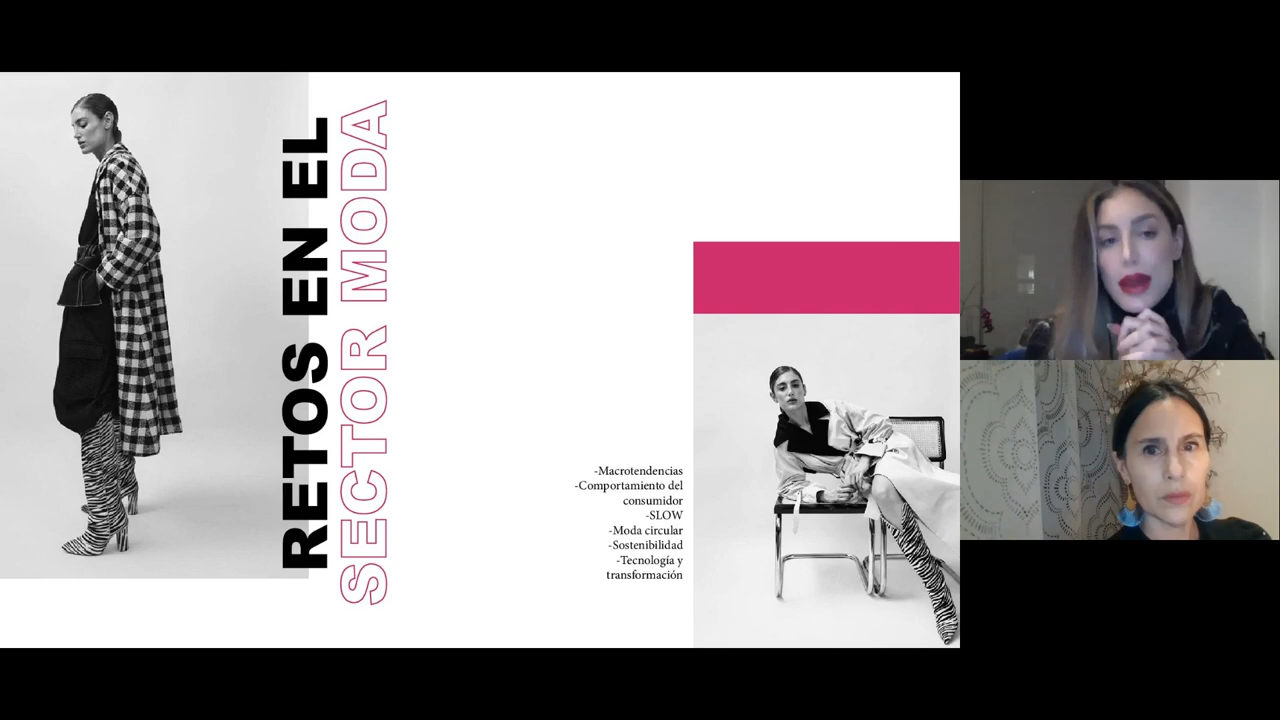 RETOS EN EL
SECTOR MODA
-Macrotendencias
-Comportamiento del
consumidor
-SLOW
-Moda circular
-Sostenibilidad
-Tecnología y
transformación